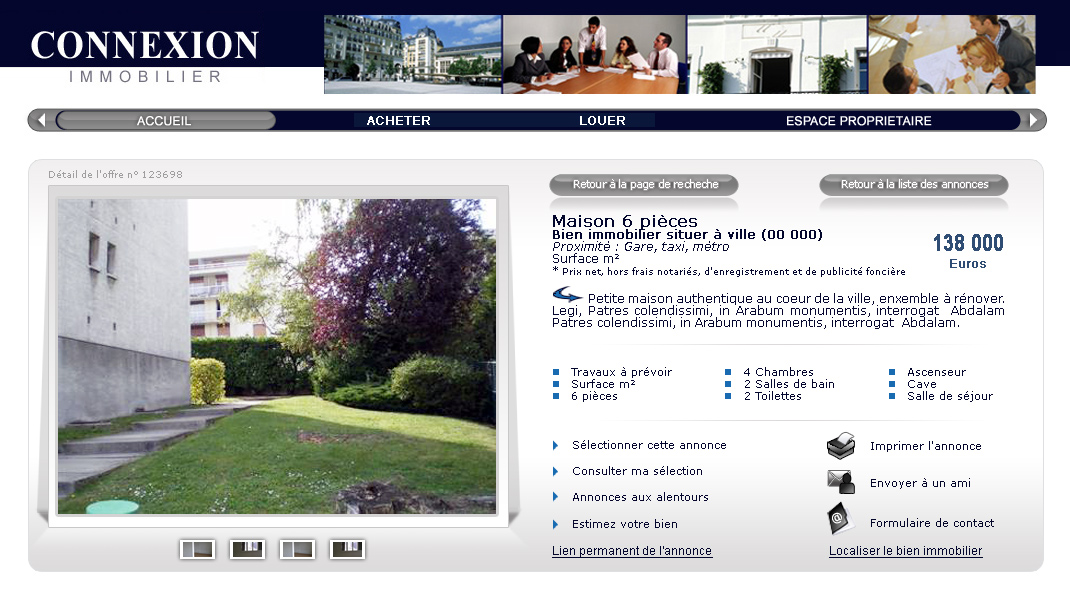 CONNEXION
IMMOBILIER
ACCUEIL
ACHETER
LOUER
ESPACE PROPRIETAIRE
Détail de l'offre n° 123698
Retour à la page de recheche
Retour à la liste des annonces
Maison 6 pièces
Bien immobilier situer à ville (00 000)
Proximité : Gare, taxi, métro
Surface m²
* Prix net, hors frais notariés, d'enregistrement et de publicité foncière
138 000
Euros
Petite maison authentique au coeur de la ville, enxemble à rénover.
Legi, Patres colendissimi, in Arabum monumentis, interrogat Abdalam
Patres colendissimi, in Arabum monumentis, interrogat Abdalam.
Travaux à prévoir
Surface m²
6 pièces
4 Chambres
2 Salles de bain
2 Toilettes
Ascenseur
Cave
Salle de séjour
Sélectionner cette annonce
Consulter ma sélection
Annonces aux alentours
Estimez votre bien
Lien permanent de l'annonce
Imprimer l'annonce
Envoyer à un ami
@
Formulaire de contact
Localiser le bien immobilier